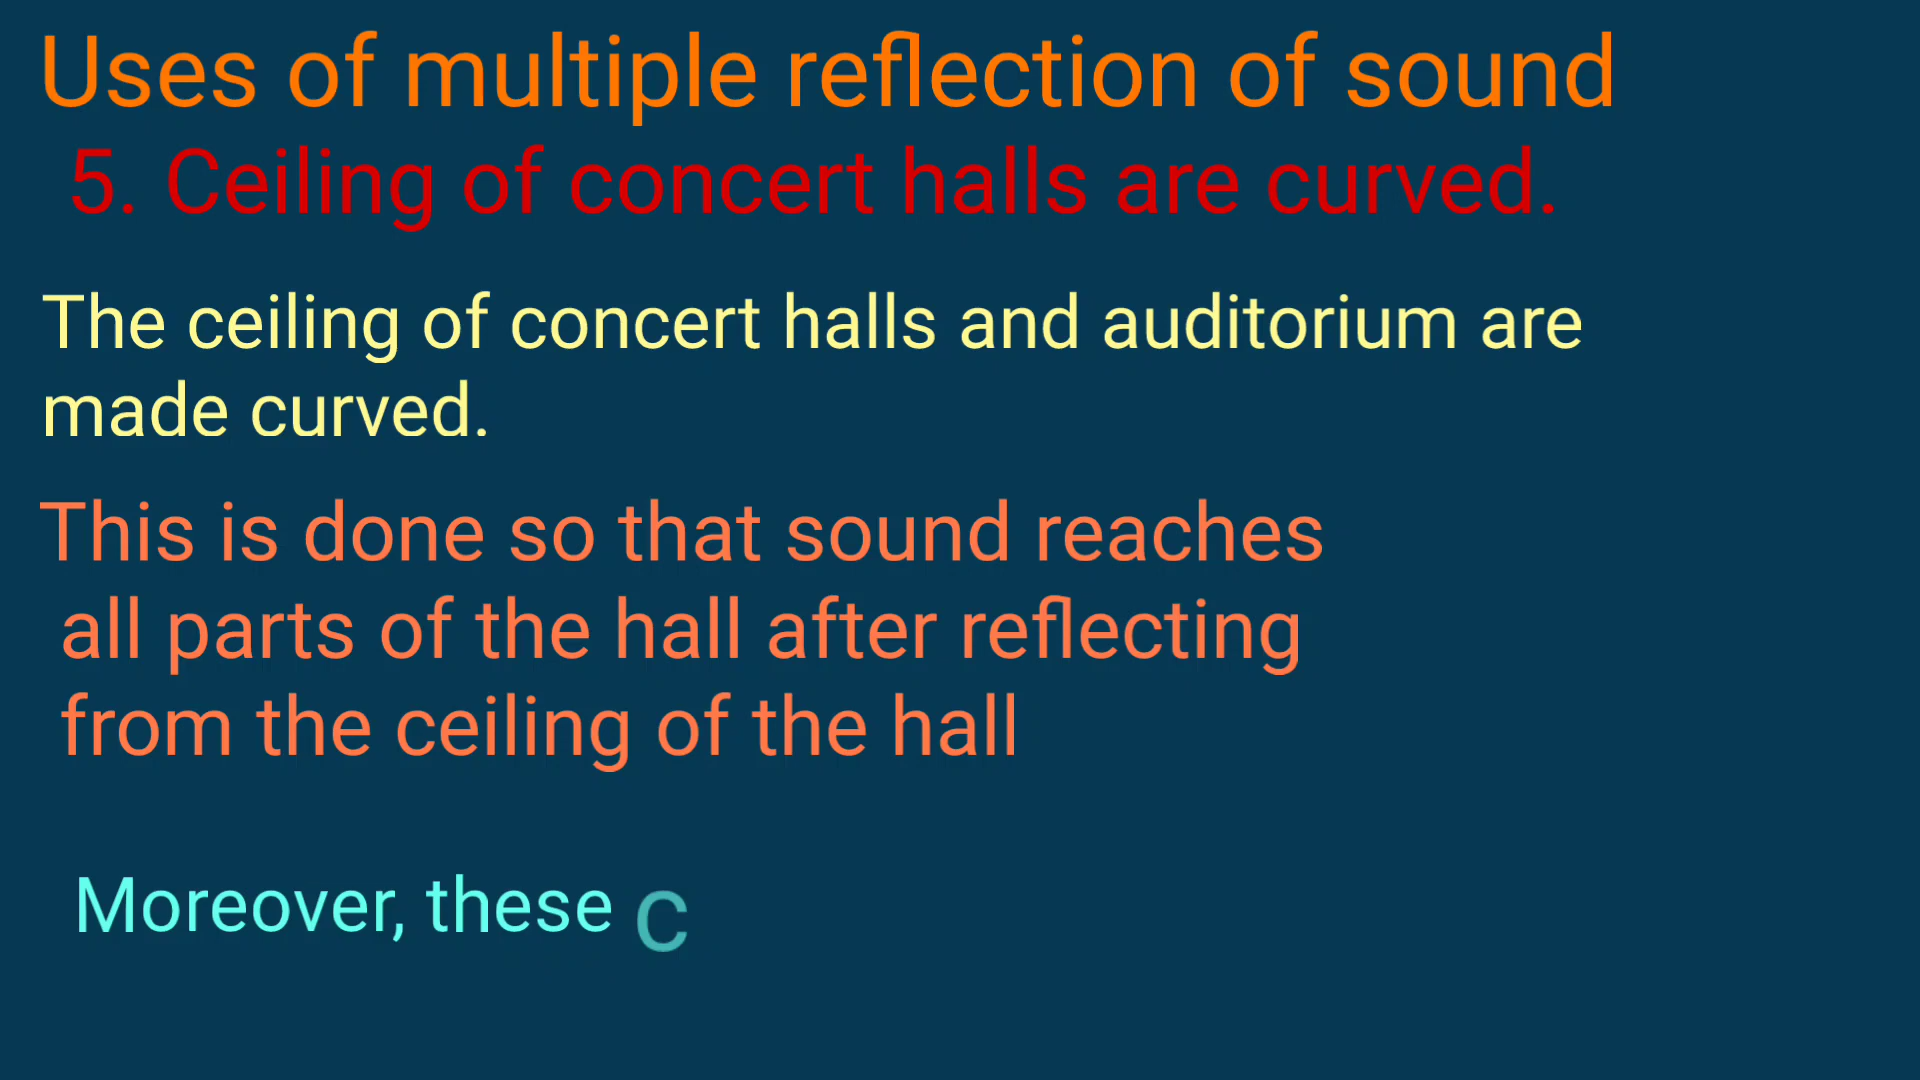 Uses of multiple reflection of sound
5. Ceiling of concert halls are curved.
The ceiling of concert halls and auditorium are
made curved.
This is done so that sound reaches
all parts of the hall after reflecting
from the ceiling of the hall
Moreover, these c